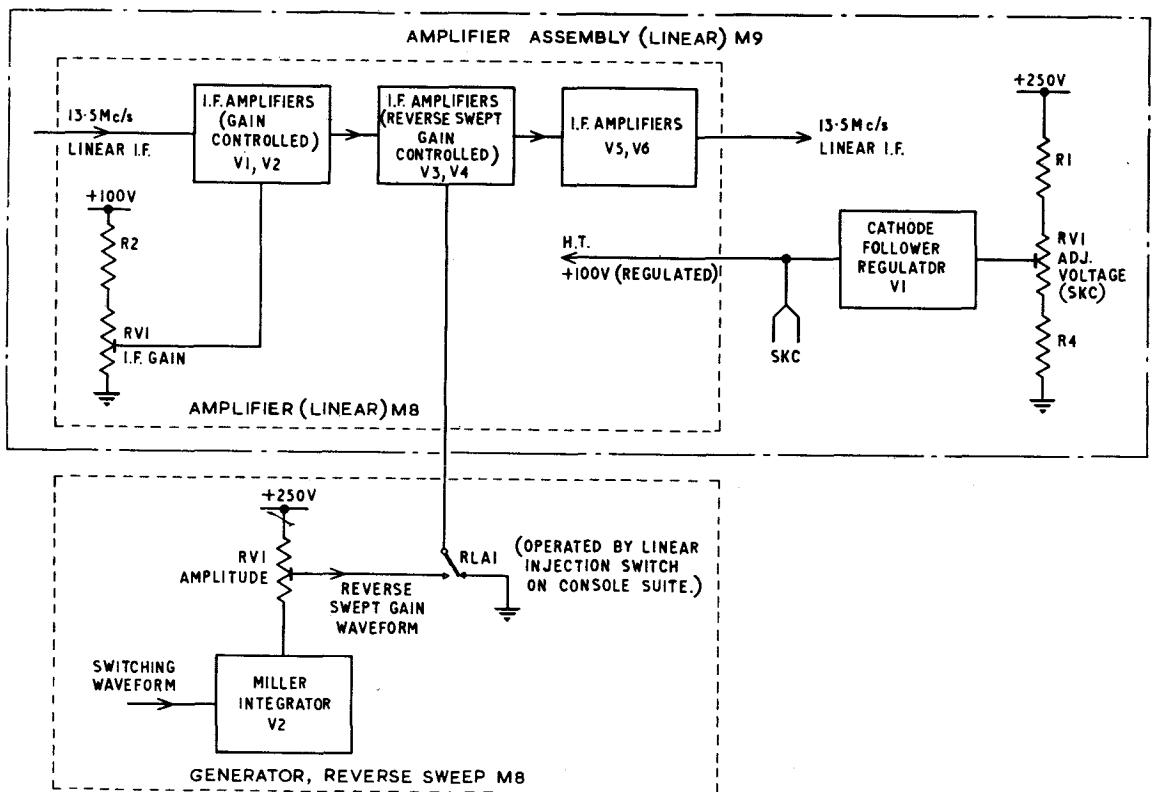 AMPLIFIER ASSEMBLY (LINEAR) M9
13·5Mc/s
LINEAR I.F.
I.F. AMPLIFIERS
(GAIN
CONTROLLED)
V1, V2
I.F. AMPLIFIERS
(REVERSE SWEPT
GAIN
CONTROLLED)
V3, V4
I.F. AMPLIFIERS
V5, V6
13·5Mc/s
LINEAR I.F.
+250V
R1
RV1
ADJ.
VOLTAGE
(SKC)
R4
CATHODE
FOLLOWER
REGULATOR
V1
H.T.
+100V (REGULATED)
SKC
+100V
R2
RV1
I.F. GAIN
AMPLIFIER (LINEAR) M8
+250V
RV1
AMPLITUDE
REVERSE
SWEPT GAIN
WAVEFORM
RLA1
(OPERATED BY LINEAR
INJECTION SWITCH
ON CONSOLE SUITE.)
SWITCHING
WAVEFORM
MILLER
INTEGRATOR
V2
GENERATOR, REVERSE SWEEP M8